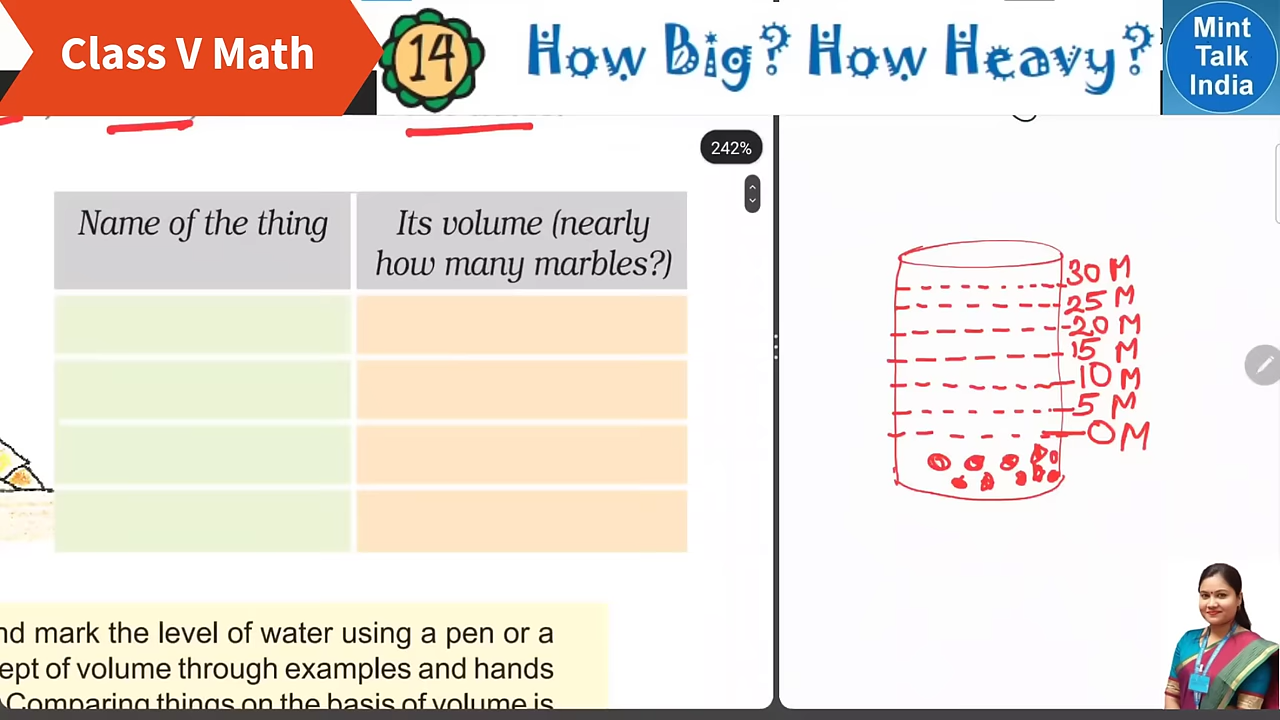 Class V Math
14
How Big? How Heavy?
Mint
Talk
India
242%
Name of the thing
Its volume (nearly
how many marbles?)
30 M
25 M
20 M
15 M
10 M
5 M
0 M
nd mark the level of water using a pen or a
ept of volume through examples and hands
Comparing things on the basis of volume is